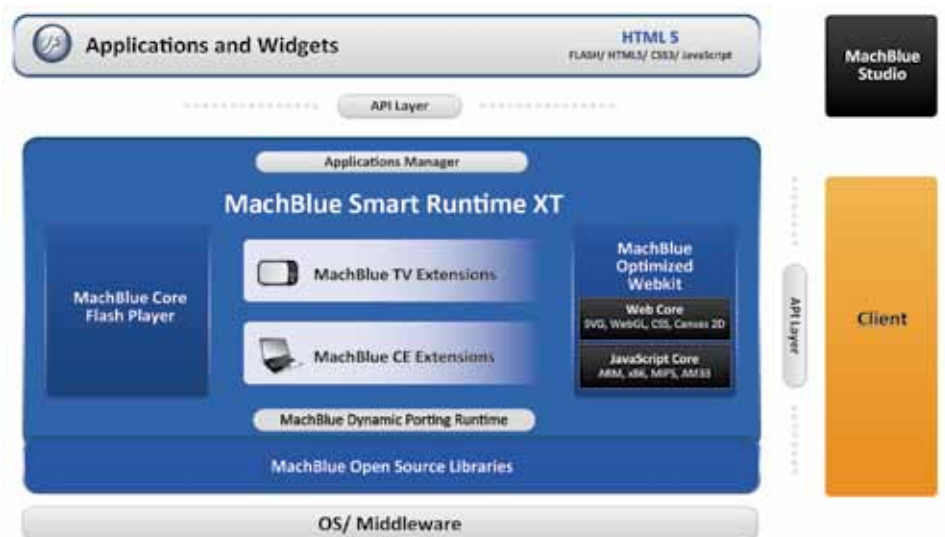 JS
Applications and Widgets
HTML 5
FLASH/ HTML5/ CSS3/ JavaScript
MachBlue
Studio
API Layer
Applications Manager
MachBlue Smart Runtime XT
MachBlue Core
Flash Player
MachBlue TV Extensions
MachBlue CE Extensions
MachBlue
Optimized
Webkit
Web Core
SVG, WebGL, CSS, Canvas 2D
JavaScript Core
ARM, x86, MIPS, AM33
API Layer
Client
MachBlue Dynamic Porting Runtime
MachBlue Open Source Libraries
OS/ Middleware